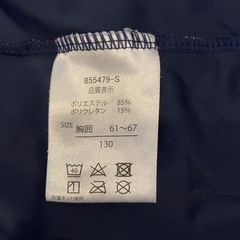 855479-S
品質表示
ポリエステル 85%
ポリウレタン 15%
SIZE 胸囲 61〜67
130
40
洗濯ネット使用